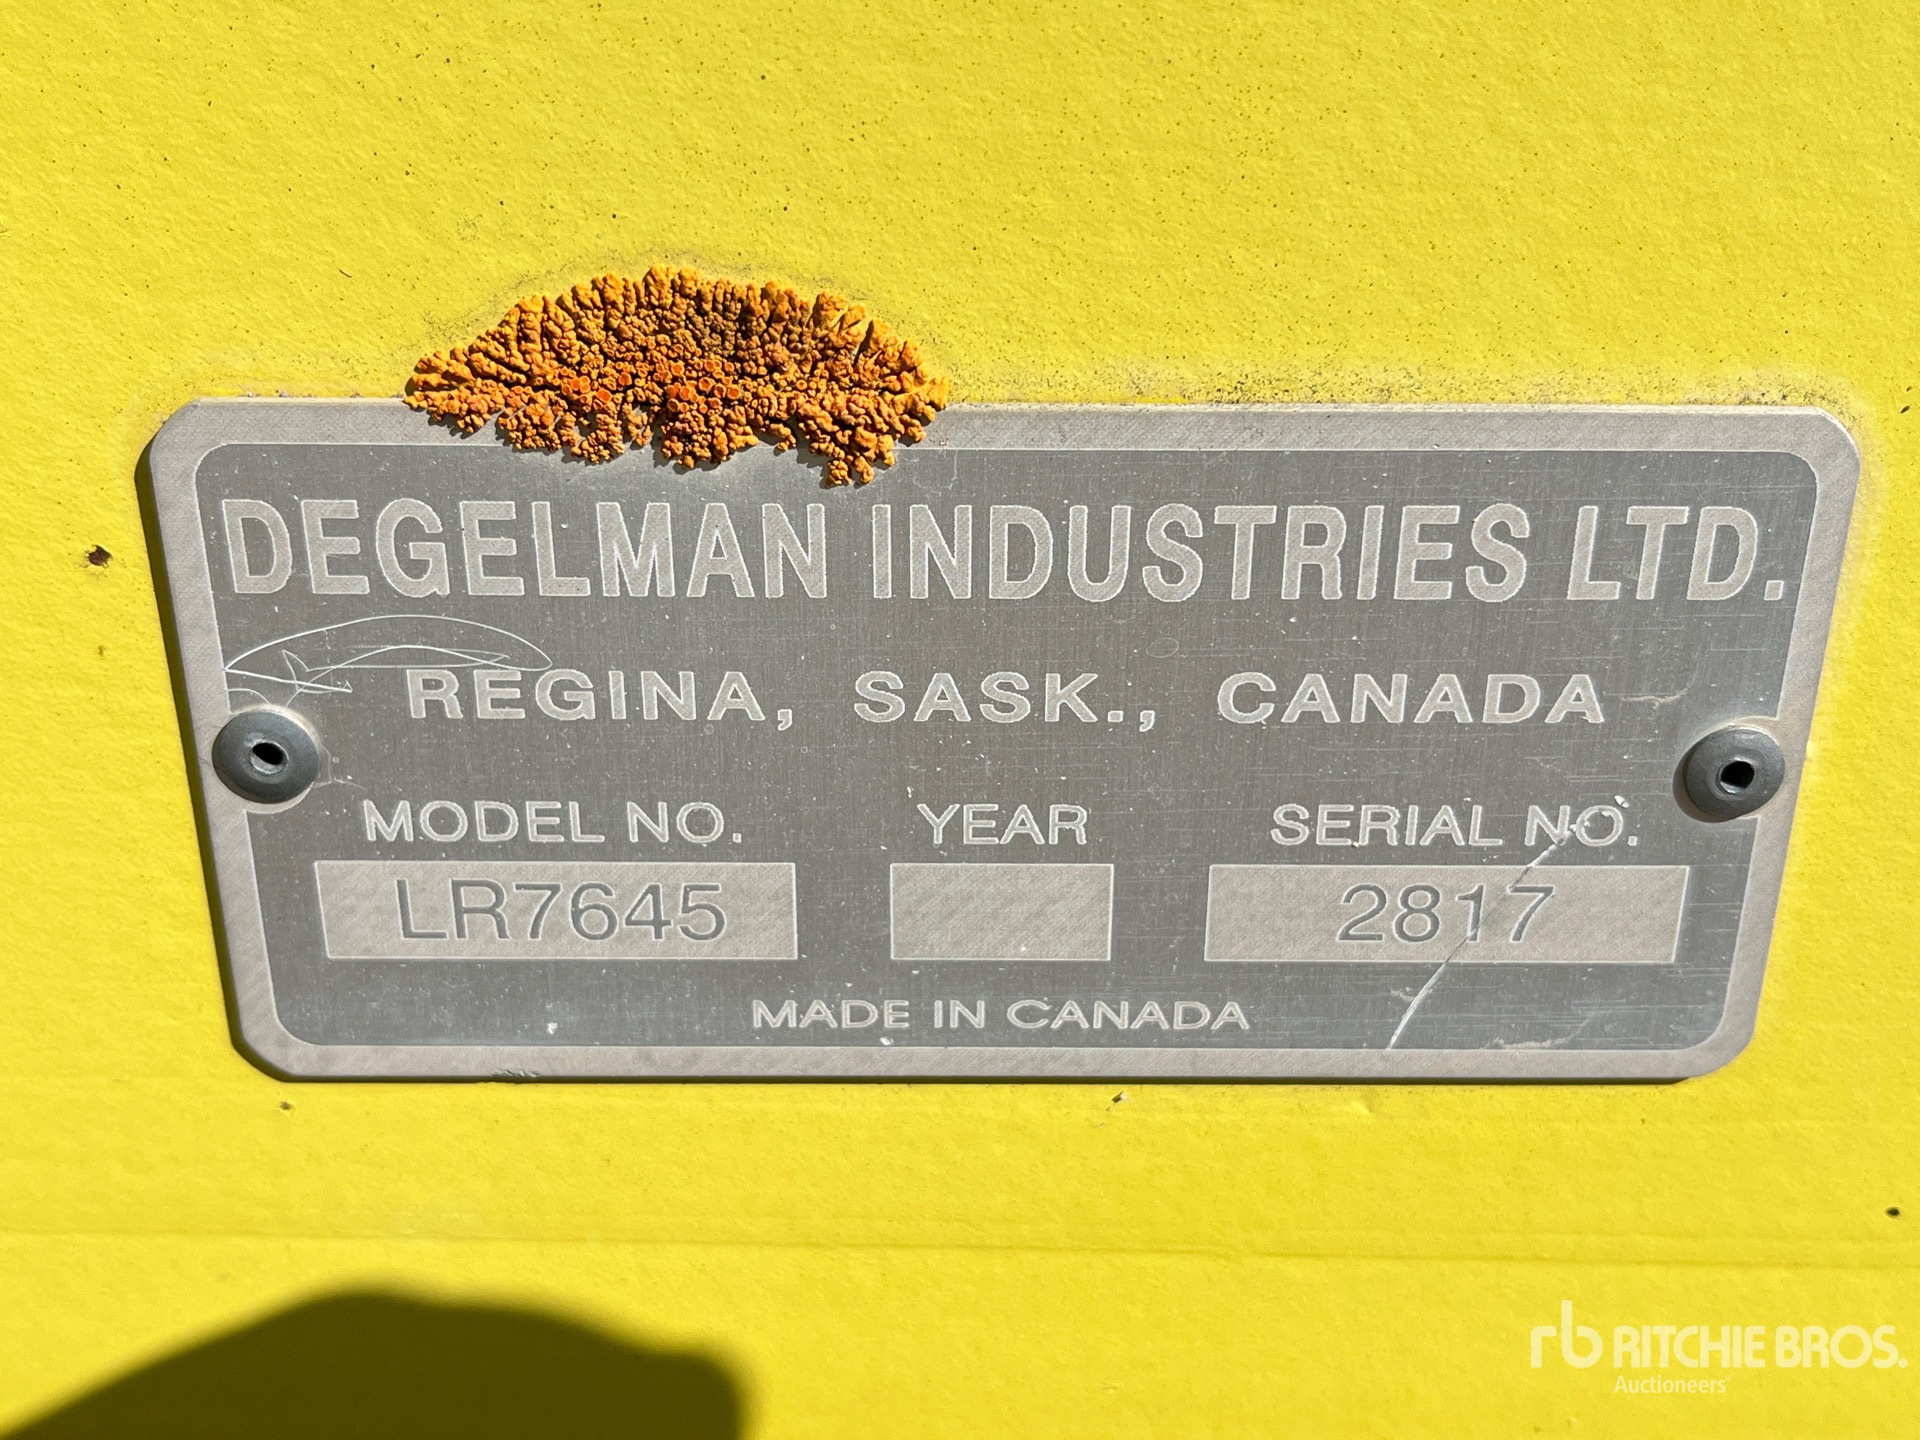 DEGELMAN INDUSTRIES LTD.
REGINA, SASK., CANADA
MODEL NO. YEAR SERIAL NO.
LR7645 2817
MADE IN CANADA
rb RITCHIE BROS.
Auctioneers